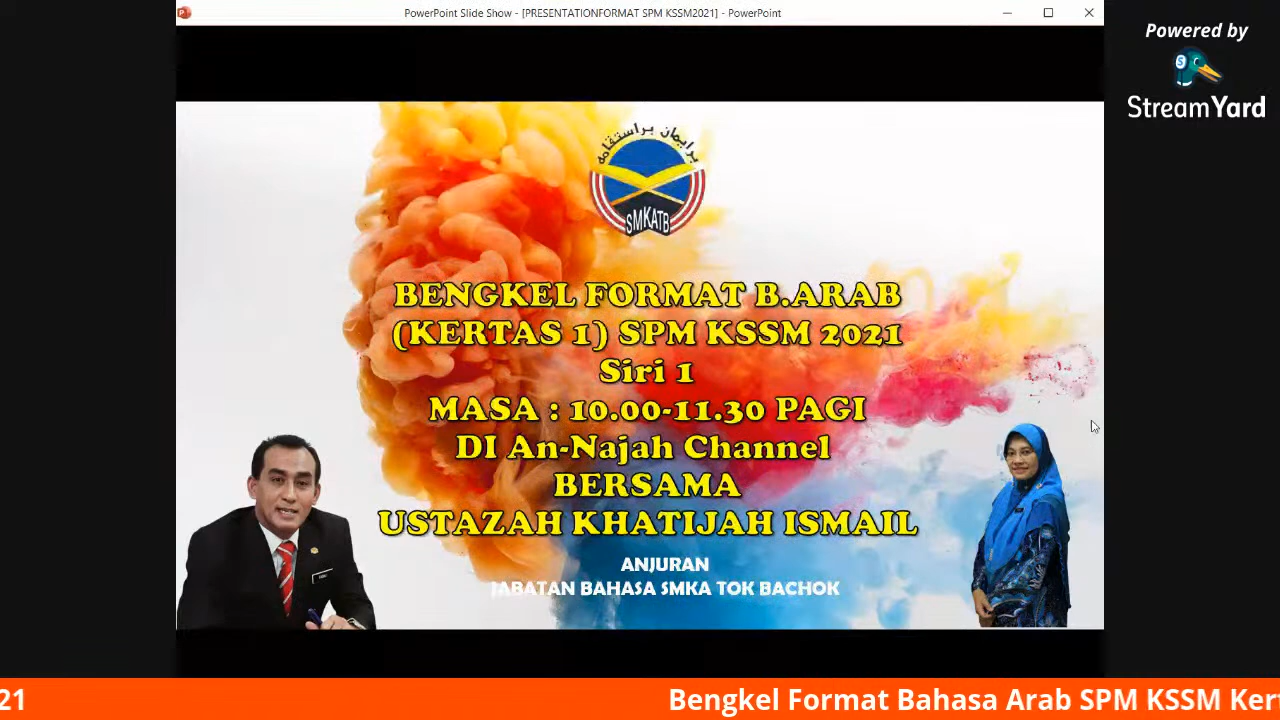 PowerPoint Slide Show - [PRESENTATIONFORMAT SPM KSSM2021] - PowerPoint
Powered by
StreamYard
برايمان براستقامه
SMKATB
BENGKEL FORMAT B.ARAB
(KERTAS 1) SPM KSSM 2021
Siri 1
MASA : 10.00-11.30 PAGI
DI An-Najah Channel
BERSAMA
USTAZAH KHATIJAH ISMAIL
ANJURAN
JABATAN BAHASA SMKA TOK BACHOK
21
Bengkel Format Bahasa Arab SPM KSSM Ker